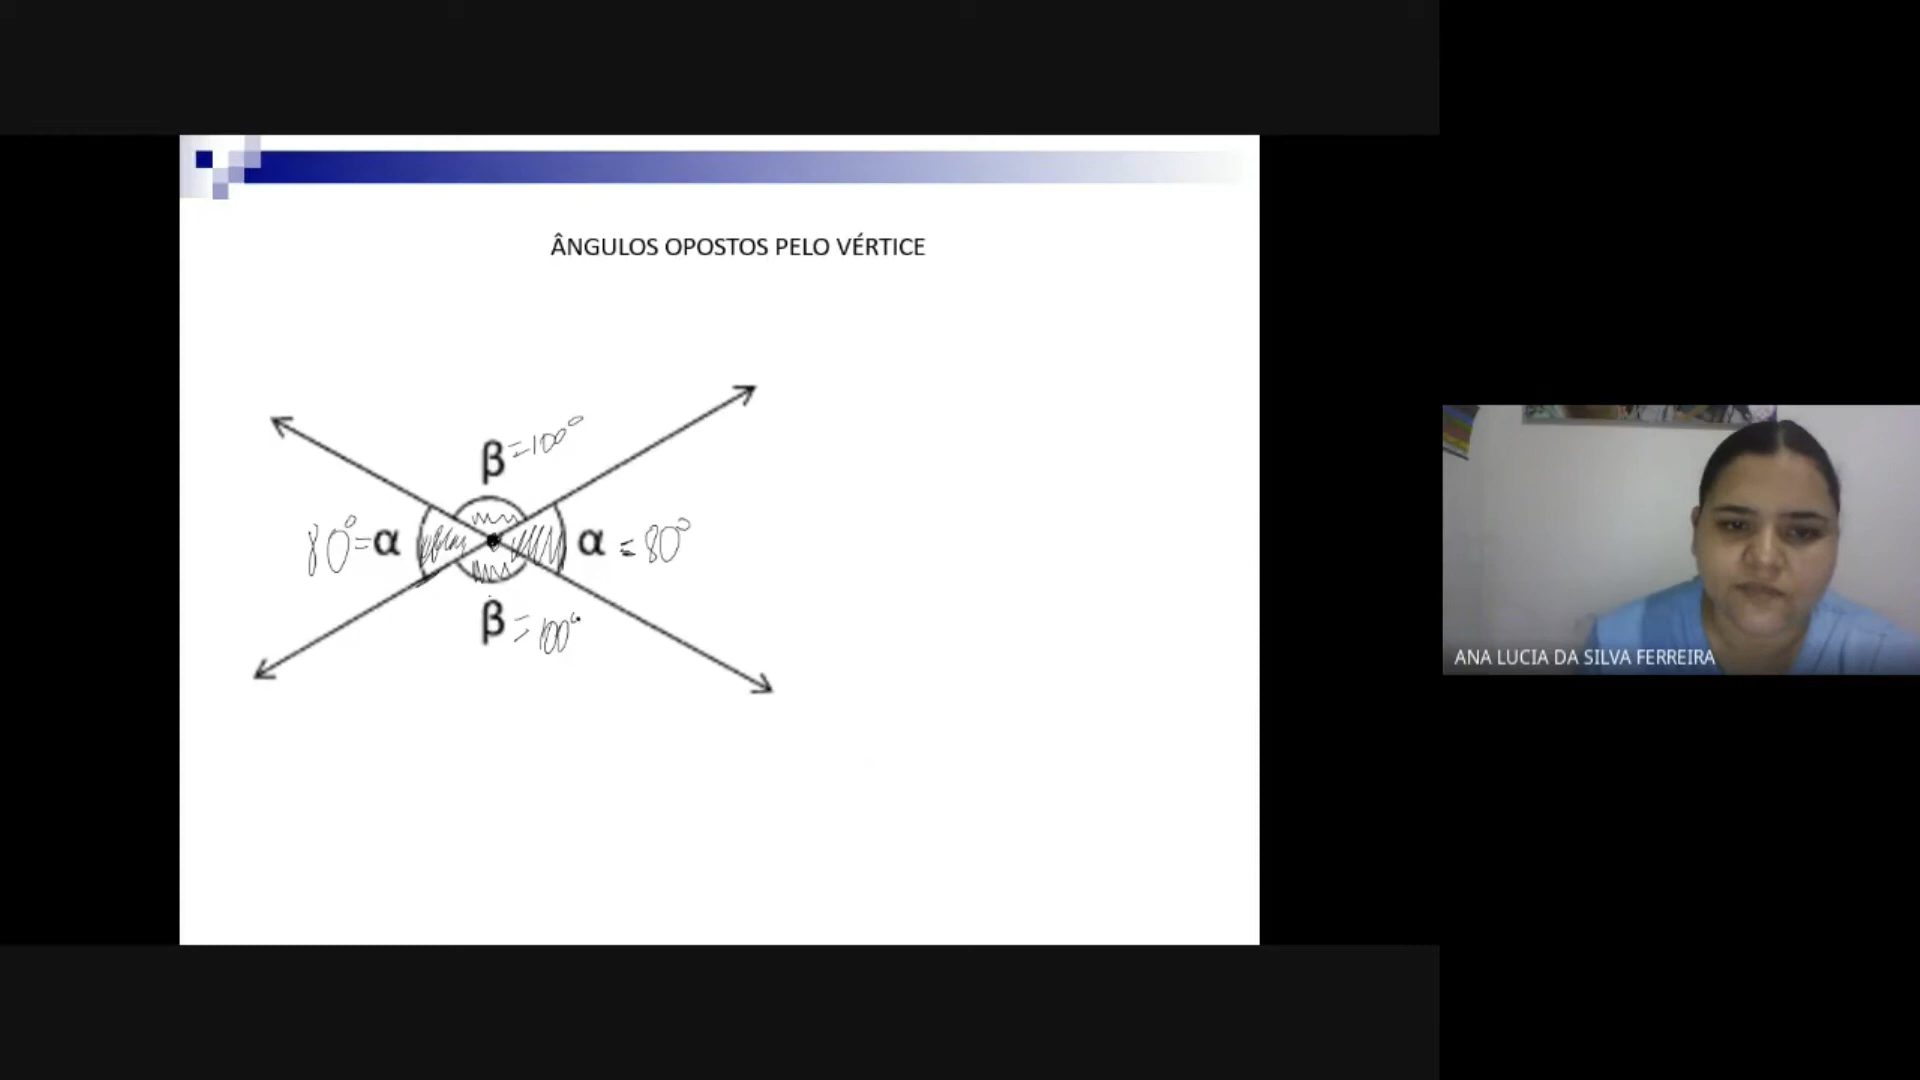 ÂNGULOS OPOSTOS PELO VÉRTICE
β = 100°
80° = α
α = 80°
β = 100°
ANA LUCIA DA SILVA FERREIRA